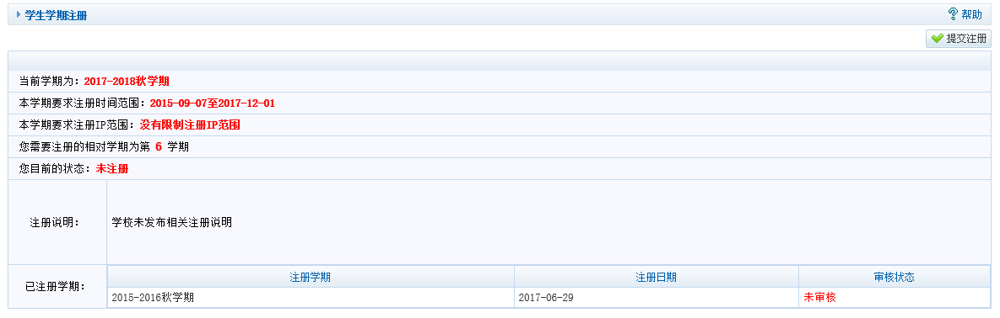 学生学期注册
帮助
提交注册
当前学期为：2017-2018秋学期
本学期要求注册时间范围：2015-09-07至2017-12-01
本学期要求注册IP范围：没有限制注册IP范围
您需要注册的相对学期为第 6 学期
您目前的状态：未注册
注册说明： 学校未发布相关注册说明
已注册学期：
注册学期 注册日期 审核状态
2015-2016秋学期 2017-06-29 未审核